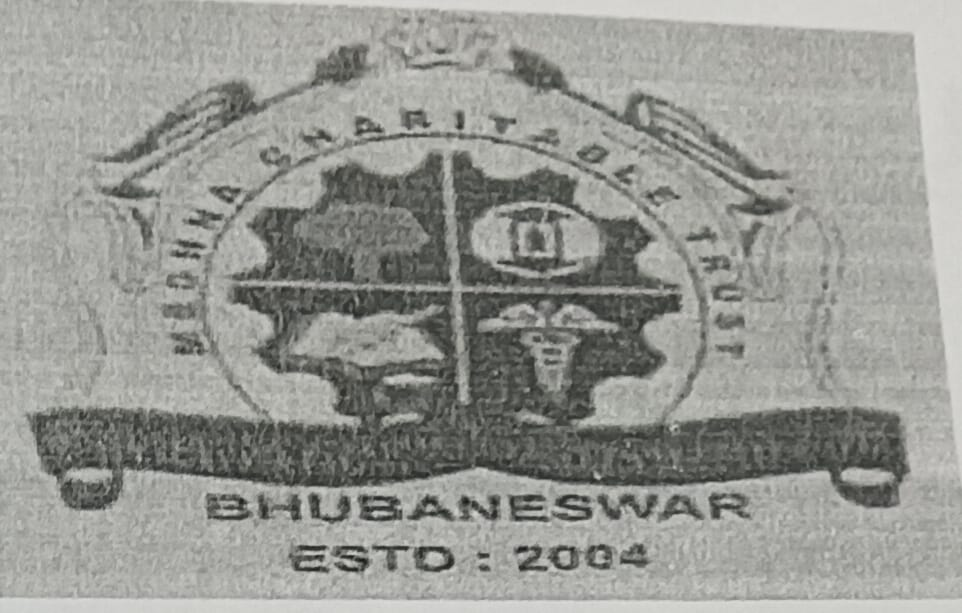 CHARITABLE TRUST
BHUBANESWAR
ESTD : 2004